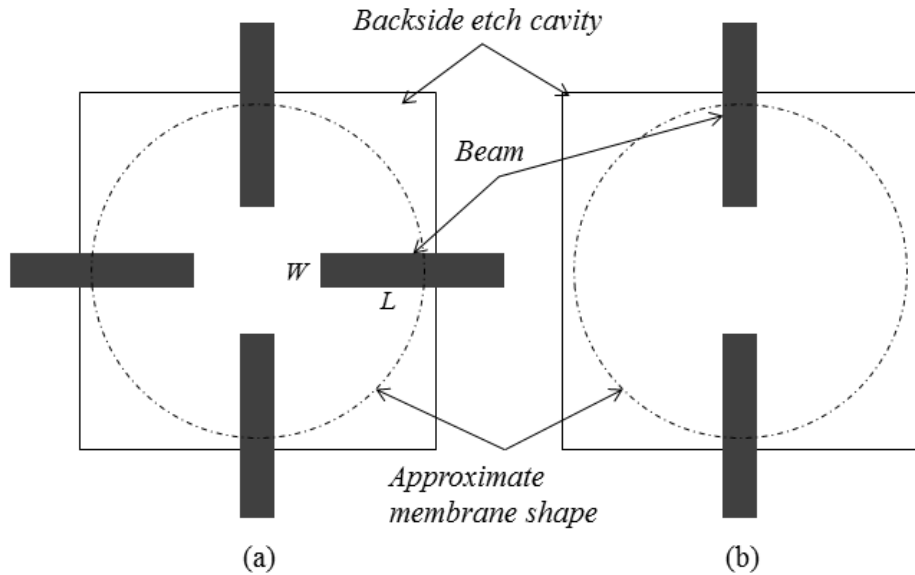 Backside etch cavity
Beam
W
L
Approximate
membrane shape
(a)
(b)